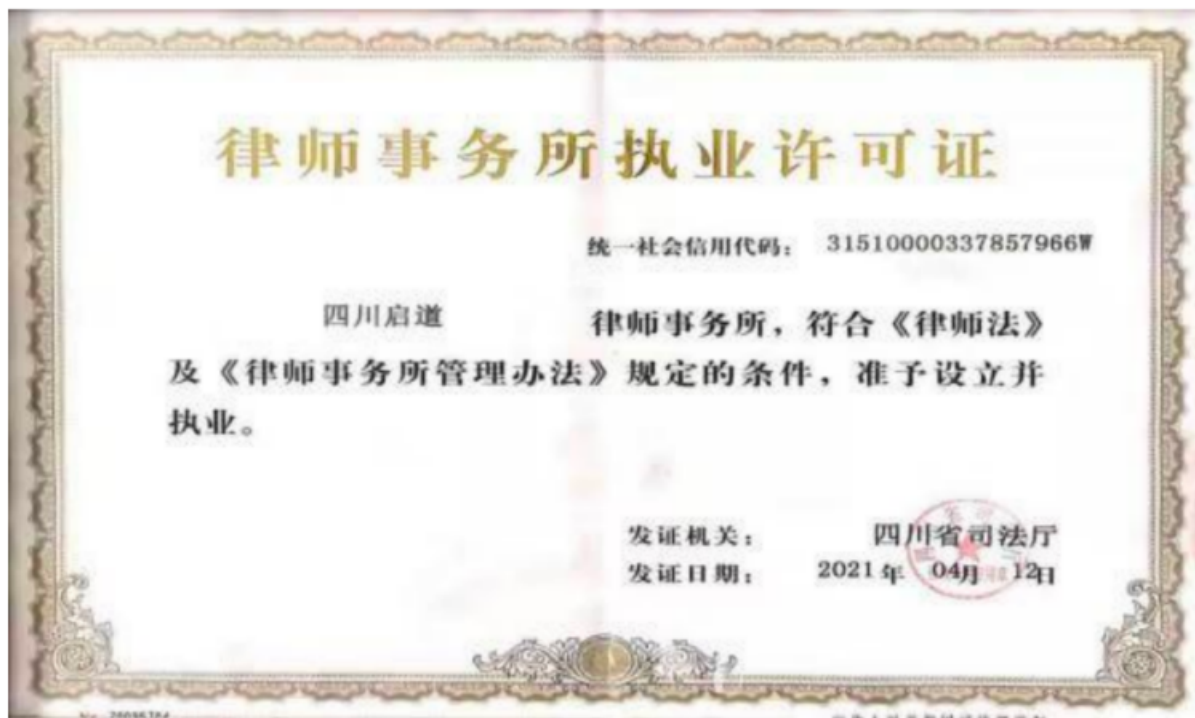 律师事务所执业许可证
统一社会信用代码： 31510000337857966W
四川启道 律师事务所，符合《律师法》
及《律师事务所管理办法》规定的条件，准予设立并
执业。
发证机关： 四川省司法厅
发证日期： 2021年 04月 12日